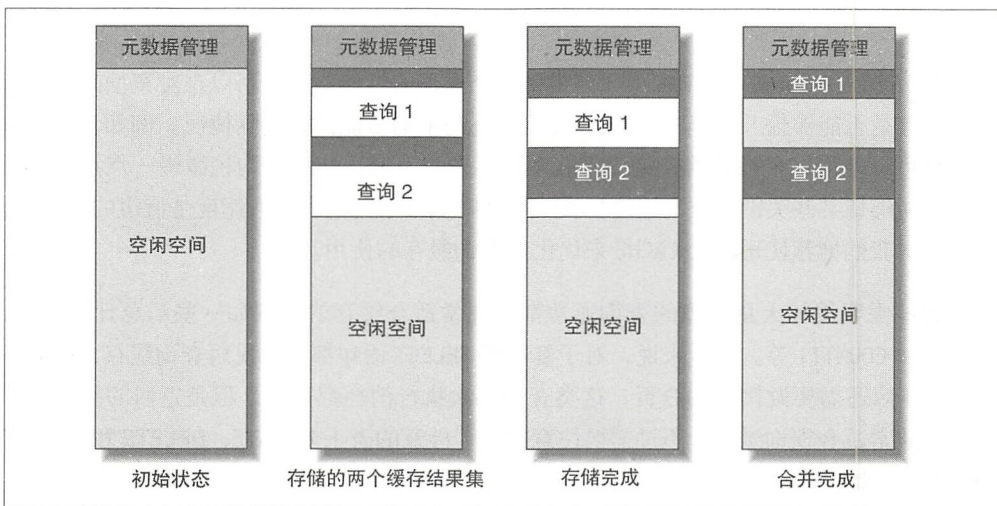 元数据管理
空闲空间
初始状态
元数据管理
查询 1
查询 2
空闲空间
存储的两个缓存结果集
元数据管理
查询 1
查询 2
空闲空间
存储完成
元数据管理
查询 1
查询 2
空闲空间
合并完成